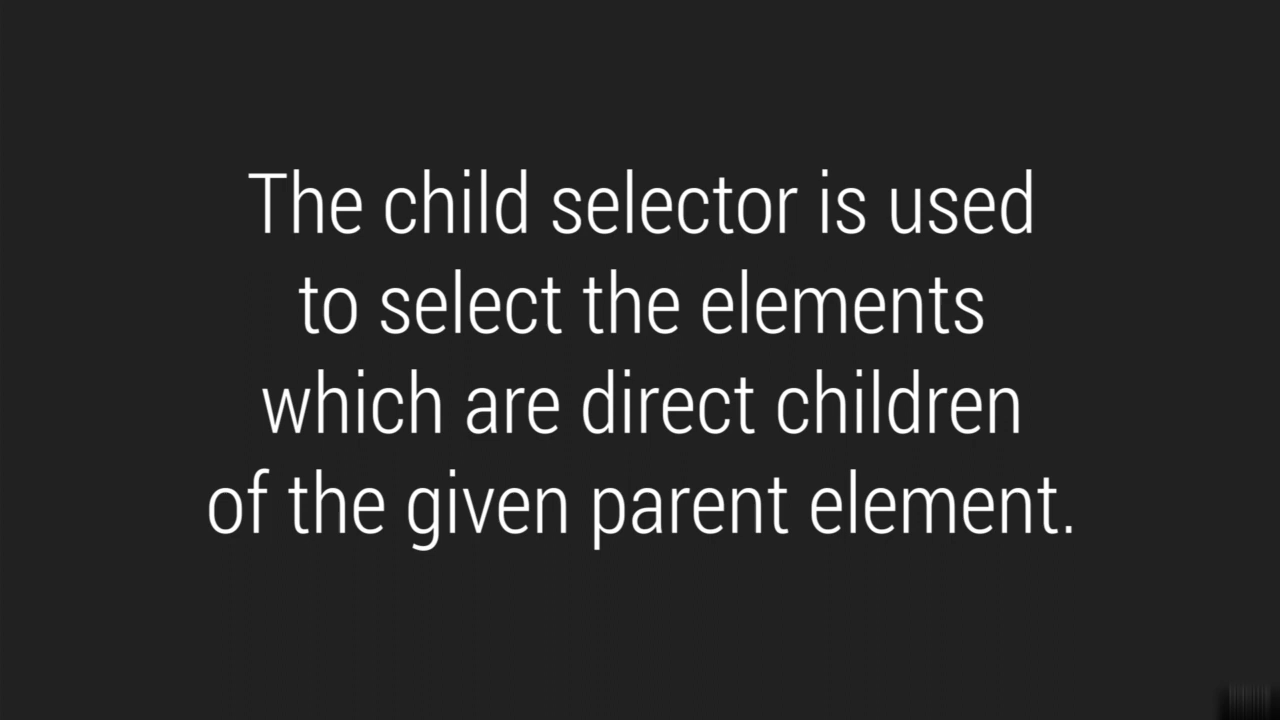 The child selector is used
to select the elements
which are direct children
of the given parent element.